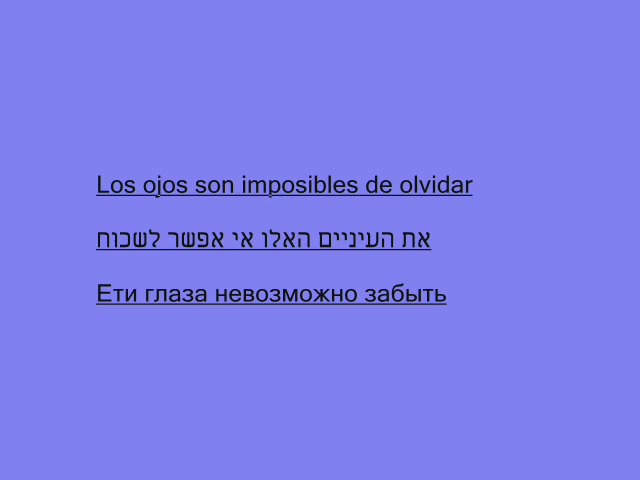 Los ojos son imposibles de olvidar
את העיניים האלו אי אפשר לשכוח
Ети глаза невозможно забыть